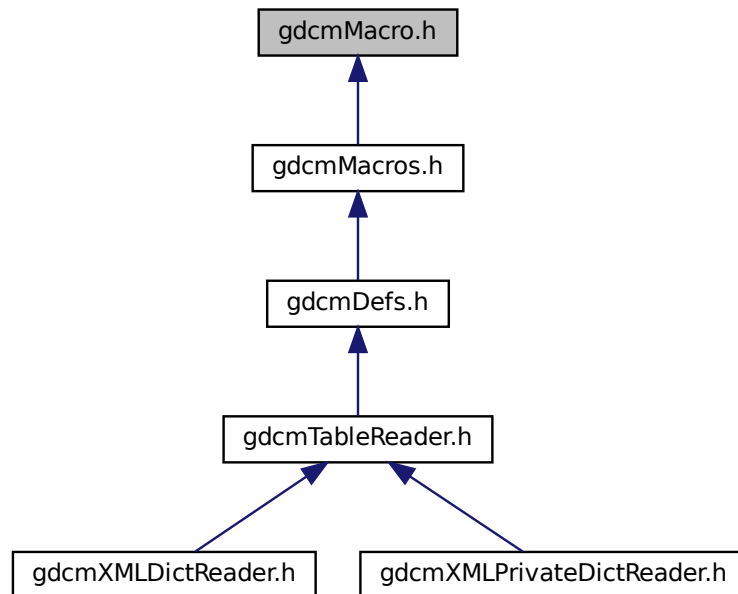 gdcmMacro.h
gdcmMacros.h
gdcmDefs.h
gdcmTableReader.h
gdcmXMLDictReader.h
gdcmXMLPrivateDictReader.h